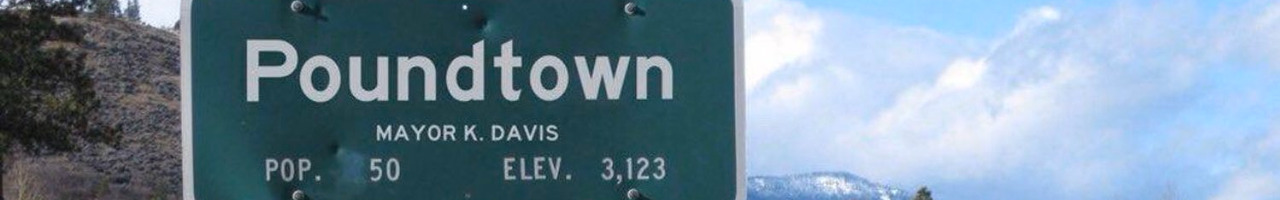 Poundtown
MAYOR K. DAVIS
POP. 50 ELEV. 3,123